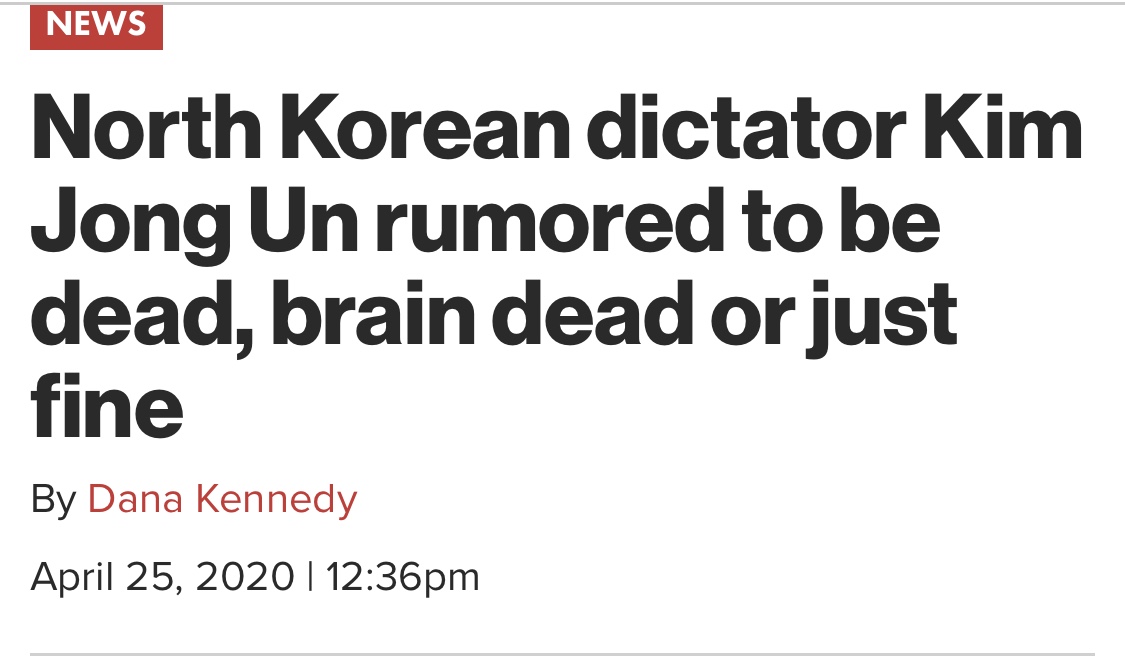 NEWS
North Korean dictator Kim
Jong Un rumored to be
dead, brain dead or just
fine
By Dana Kennedy
April 25, 2020 | 12:36pm